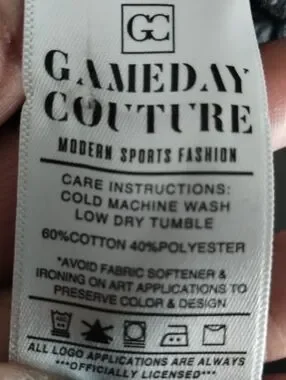 GC
GAMEDAY
COUTURE
MODERN SPORTS FASHION
CARE INSTRUCTIONS:
COLD MACHINE WASH
LOW DRY TUMBLE
60%COTTON 40%POLYESTER
*AVOID FABRIC SOFTENER &
IRONING ON ART APPLICATIONS TO
PRESERVE COLOR & DESIGN
ALL LOGO APPLICATIONS ARE ALWAYS
***OFFICIALLY LICENSED***